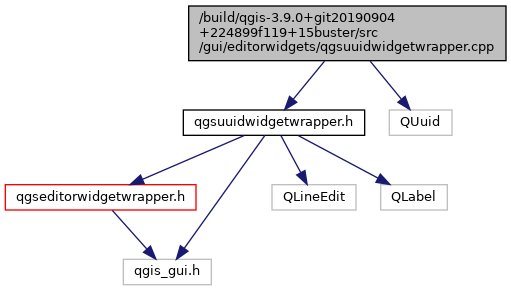 /build/qgis-3.9.0+git20190904
+224899f119+15buster/src
/gui/editorwidgets/qgsuuidwidgetwrapper.cpp
qgsuuidwidgetwrapper.h
QUuid
qgseditorwidgetwrapper.h
QLineEdit
QLabel
qgis_gui.h